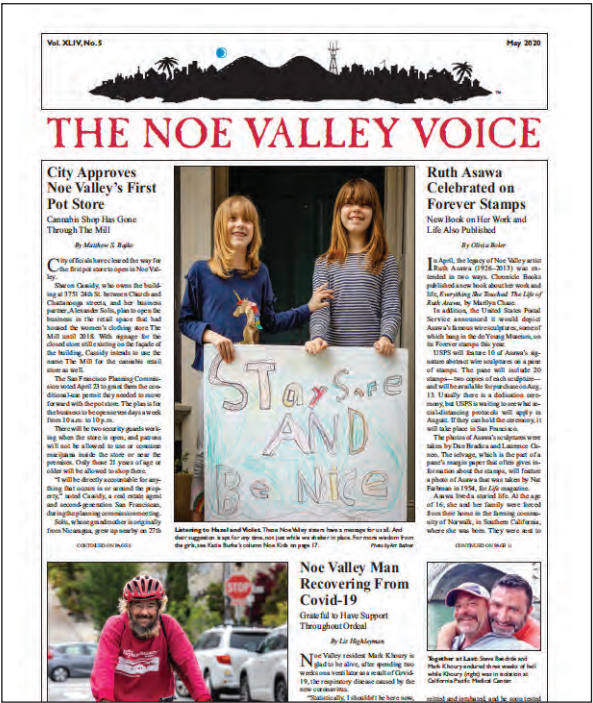 Vol. XLIV, No. 5
May 2020
TM
THE NOE VALLEY VOICE
City Approves
Noe Valley's First
Pot Store
Cannabis Shop Has Gone
Through The Mill
By Matthew S. Bajko
City officials have cleared the way for
the first pot store to open in Noe Val-
ley.
Sharon Cassidy, who owns the build-
ing at 3751 24th St. between Church and
Chattanooga streets, and her business
partner, Alexander Solis, plan to open the
business in the retail space that had
housed the women's clothing store The
Mill until 2018. With signage for the
closed store still existing on the façade of
the building, Cassidy intends to use the
name The Mill for the cannabis retail
store as well.
The San Francisco Planning Commis-
sion voted April 23 to grant them the con-
ditional-use permit they needed to move
forward with the pot store. The plan is for
the business to be open seven days a week
from 10 a.m. to 10 p.m.
There will be two security guards work-
ing when the store is open, and patrons
will not be allowed to use or consume
marijuana inside the store or near the
premises. Only those 21 years of age or
older will be allowed to shop there.
"I will be directly accountable for any-
thing that occurs in or around the prop-
erty," noted Cassidy, a real estate agent
and second-generation San Franciscan,
during the planning commission meeting.
Solis, whose grandmother is originally
from Nicaragua, grew up nearby on 27th
CONTINUED ON PAGE 8
STay Safe
AND
Be Nice
Listening to Hazel and Violet. These Noe Valley sisters have a message for us all. And
their suggestion is apt for any time, not just while we shelter in place. For more wisdom from
the girls, see Katie Burke's column Noe Kids on page 17.
Photo by Art Bodner
Ruth Asawa
Celebrated on
Forever Stamps
New Book on Her Work and
Life Also Published
By Olivia Boler
In April, the legacy of Noe Valley artist
Ruth Asawa (1926–2013) was ex-
tended in two ways. Chronicle Books
published a new book about her work and
life, Everything She Touched: The Life of
Ruth Asawa, by Marilyn Chase.
In addition, the United States Postal
Service announced it would depict
Asawa's famous wire sculptures, some of
which hang in the de Young Museum, on
its Forever stamps this year.
USPS will feature 10 of Asawa's sig-
nature abstract wire sculptures on a pane
of stamps. The pane will include 20
stamps—two copies of each sculpture—
and will be available for purchase on Aug.
13. Usually there is a dedication cere-
mony, but USPS is waiting to see what so-
cial-distancing protocols will apply in
August. If they can hold the ceremony, it
will take place in San Francisco.
The photos of Asawa's sculptures were
taken by Dan Bradica and Laurence Cu-
neo. The selvage, which is the part of a
pane's margin paper that often gives in-
formation about the stamps, will feature
a photo of Asawa that was taken by Nat
Farbman in 1954, for Life magazine.
Asawa lived a storied life. At the age
of 16, she and her family were forced
from their home in the farming commu-
nity of Norwalk, in Southern California,
where she was born. They were sent to
CONTINUED ON PAGE 11
STOP
Noe Valley Man
Recovering From
Covid-19
Grateful to Have Support
Throughout Ordeal
By Liz Highleyman
Noe Valley resident Mark Khoury is
glad to be alive, after spending two
weeks on a ventilator as a result of Covid-
19, the respiratory disease caused by the
new coronavirus.
"Statistically, I shouldn't be here now,
Together at Last: Steve Beichtle and
Mark Khoury endured three weeks of hell
while Khoury (right) was in isolation at
California Pacific Medical Center.
mitted and intubated, and he soon tested